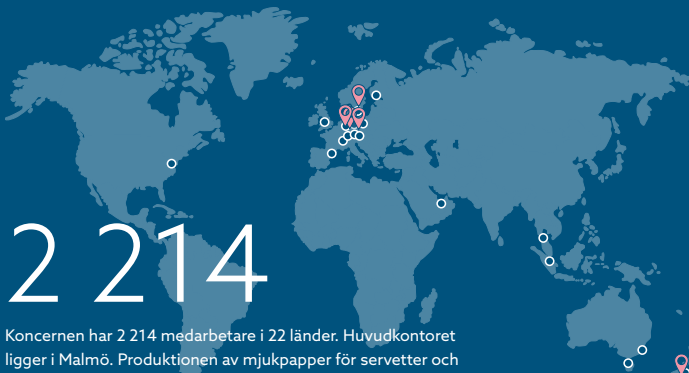 2 214
Koncernen har 2 214 medarbetare i 22 länder. Huvudkontoret
ligger i Malmö. Produktionen av mjukpapper för servetter och